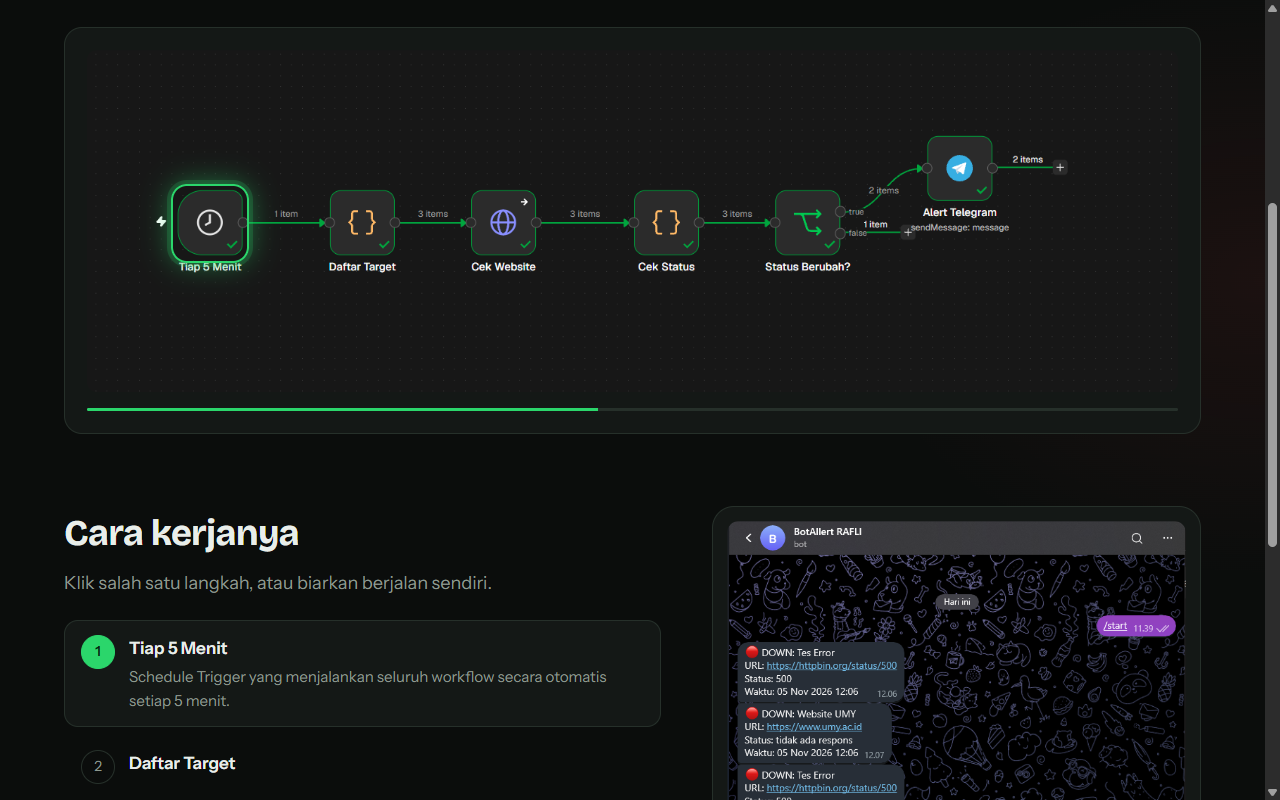 2 items
2 items
Alert Telegram
sendMessage: message
true
1 item
false
1 item
3 items
3 items
3 items
Tiap 5 Menit
Daftar Target
Cek Website
Cek Status
Status Berubah?
Cara kerjanya
Klik salah satu langkah, atau biarkan berjalan sendiri.
1
Tiap 5 Menit
Schedule Trigger yang menjalankan seluruh workflow secara otomatis
setiap 5 menit.
2
Daftar Target
B
BotAllert RAFLI
bot
Hari ini
/start 11.39
🔴 DOWN: Tes Error
URL: https://httpbin.org/status/500
Status: 500
Waktu: 05 Nov 2026 12:06 12.06
🔴 DOWN: Website UMY
URL: https://www.umy.ac.id
Status: tidak ada respons
Waktu: 05 Nov 2026 12:06 12.07
🔴 DOWN: Tes Error
URL: https://httpbin.org/status/500